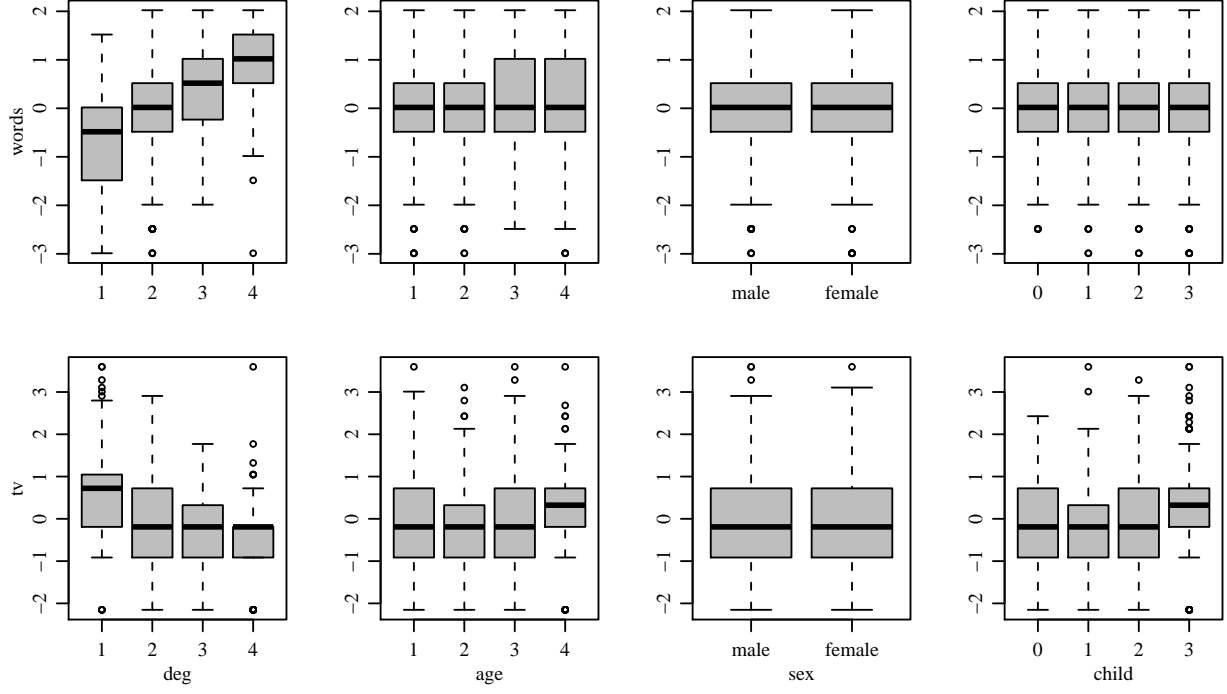 words
−3 −2 −1 0 1 2
−3 −2 −1 0 1 2
−3 −2 −1 0 1 2
−3 −2 −1 0 1 2
1 2 3 4
1 2 3 4
male female
0 1 2 3
tv
−2 −1 0 1 2 3
−2 −1 0 1 2 3
−2 −1 0 1 2 3
−2 −1 0 1 2 3
1 2 3 4
1 2 3 4
male female
0 1 2 3
deg
age
sex
child